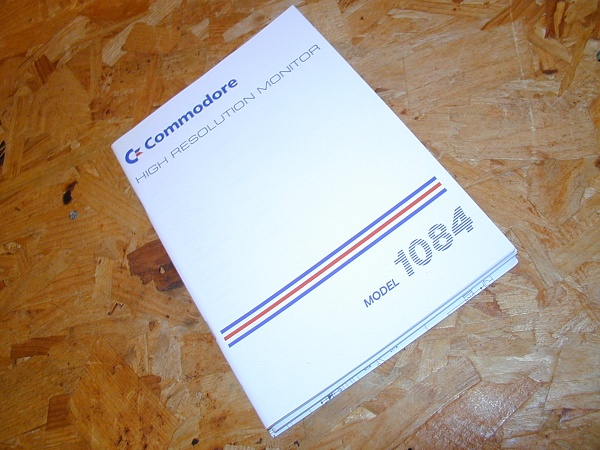 Commodore
HIGH RESOLUTION MONITOR
MODEL 1084